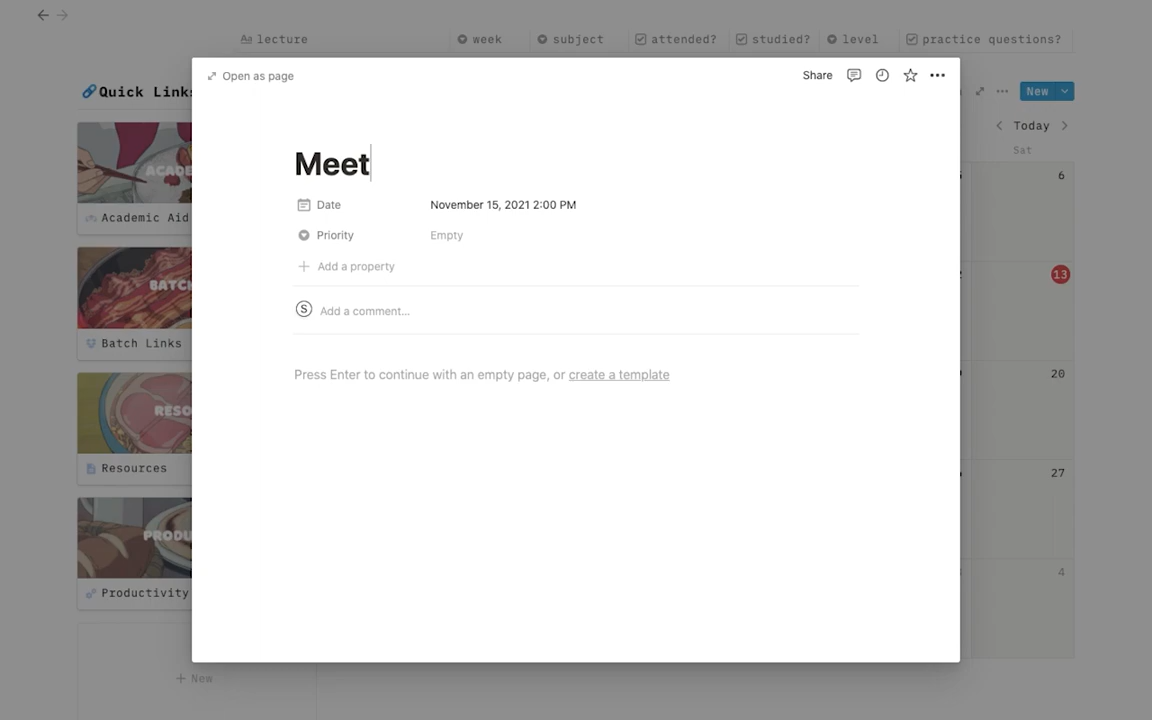 lecture week subject attended? studied? level practice questions?
Open as page Share
🔗Quick Links New
Today
Sat
Meet
6
Date November 15, 2021 2:00 PM
Academic Aid
Priority Empty
Add a property
13
S Add a comment...
BATCH
Batch Links
Press Enter to continue with an empty page, or create a template
20
Resources
27
Productivity
4
+ New